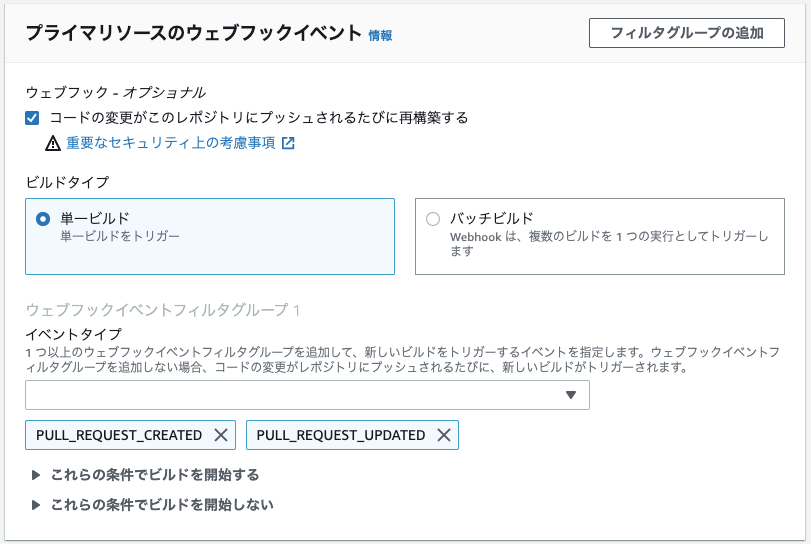 プライマリソースのウェブフックイベント 情報
フィルタグループの追加
ウェブフック - オプショナル
コードの変更がこのレポジトリにプッシュされるたびに再構築する
重要なセキュリティ上の考慮事項
ビルドタイプ
単一ビルド
単一ビルドをトリガー
バッチビルド
Webhook は、複数のビルドを 1 つの実行としてトリガーし
ます
ウェブフックイベントフィルタグループ 1
イベントタイプ
1 つ以上のウェブフックイベントフィルタグループを追加して、新しいビルドをトリガーするイベントを指定します。ウェブフックイベントフ
ィルタグループを追加しない場合、コードの変更がレポジトリにプッシュされるたびに、新しいビルドがトリガーされます。
PULL_REQUEST_CREATED
PULL_REQUEST_UPDATED
これらの条件でビルドを開始する
これらの条件でビルドを開始しない